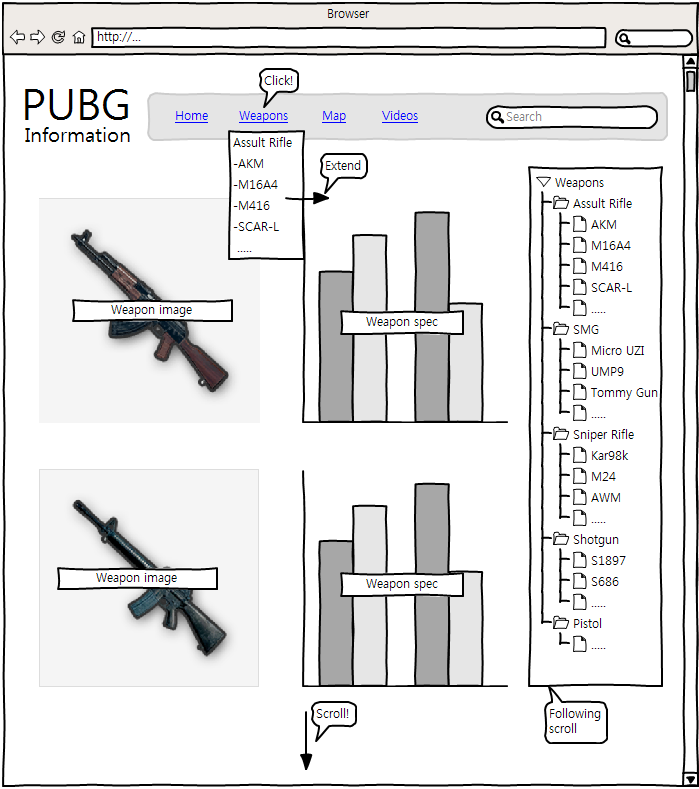 Browser
http://...
Click!
PUBG
Information
Home Weapons Map Videos
Search
Assult Rifle
-AKM
-M16A4
-M416
-SCAR-L
.....
Extend
Weapon image
Weapon spec
Weapon image
Weapon spec
Weapons
Assult Rifle
AKM
M16A4
M416
SCAR-L
.....
SMG
Micro UZI
UMP9
Tommy Gun
.....
Sniper Rifle
Kar98k
M24
AWM
.....
Shotgun
S1897
S686
.....
Pistol
.....
Scroll!
Following
scroll